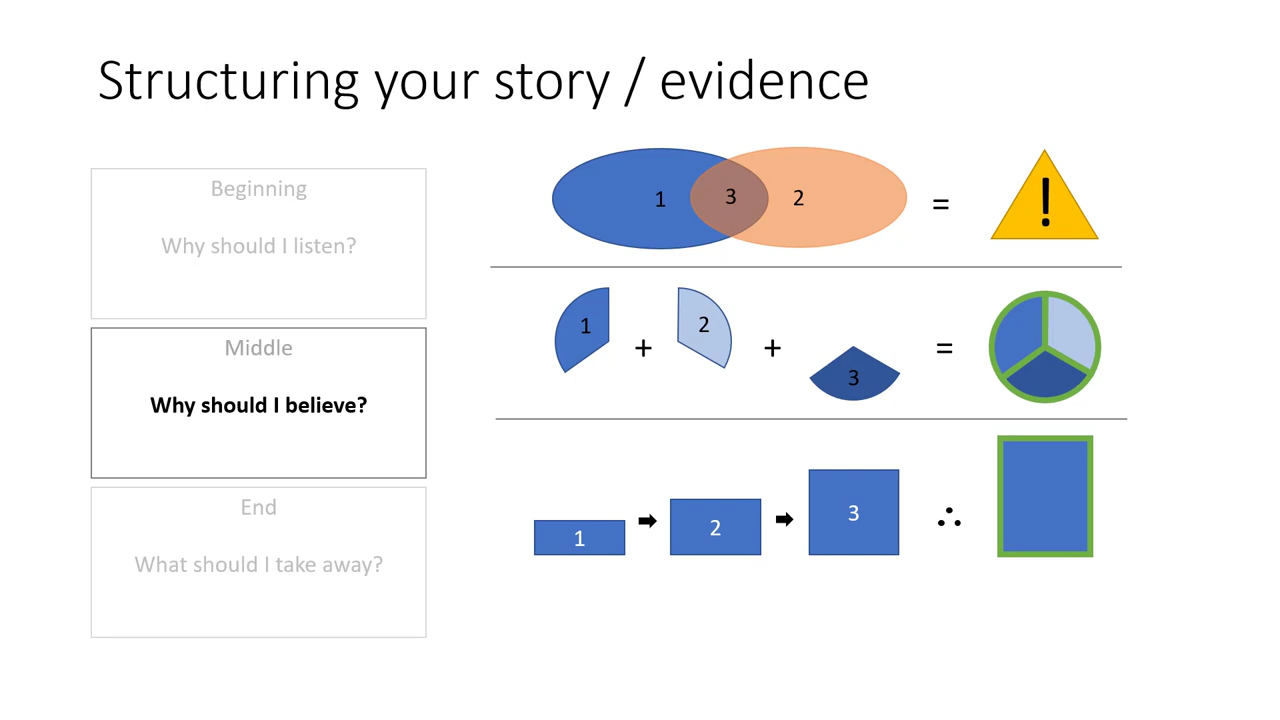 Structuring your story / evidence
Beginning
Why should I listen?
Middle
Why should I believe?
End
What should I take away?
1 3 2 = !
1 + 2 + 3 =
1 2 3 ∴